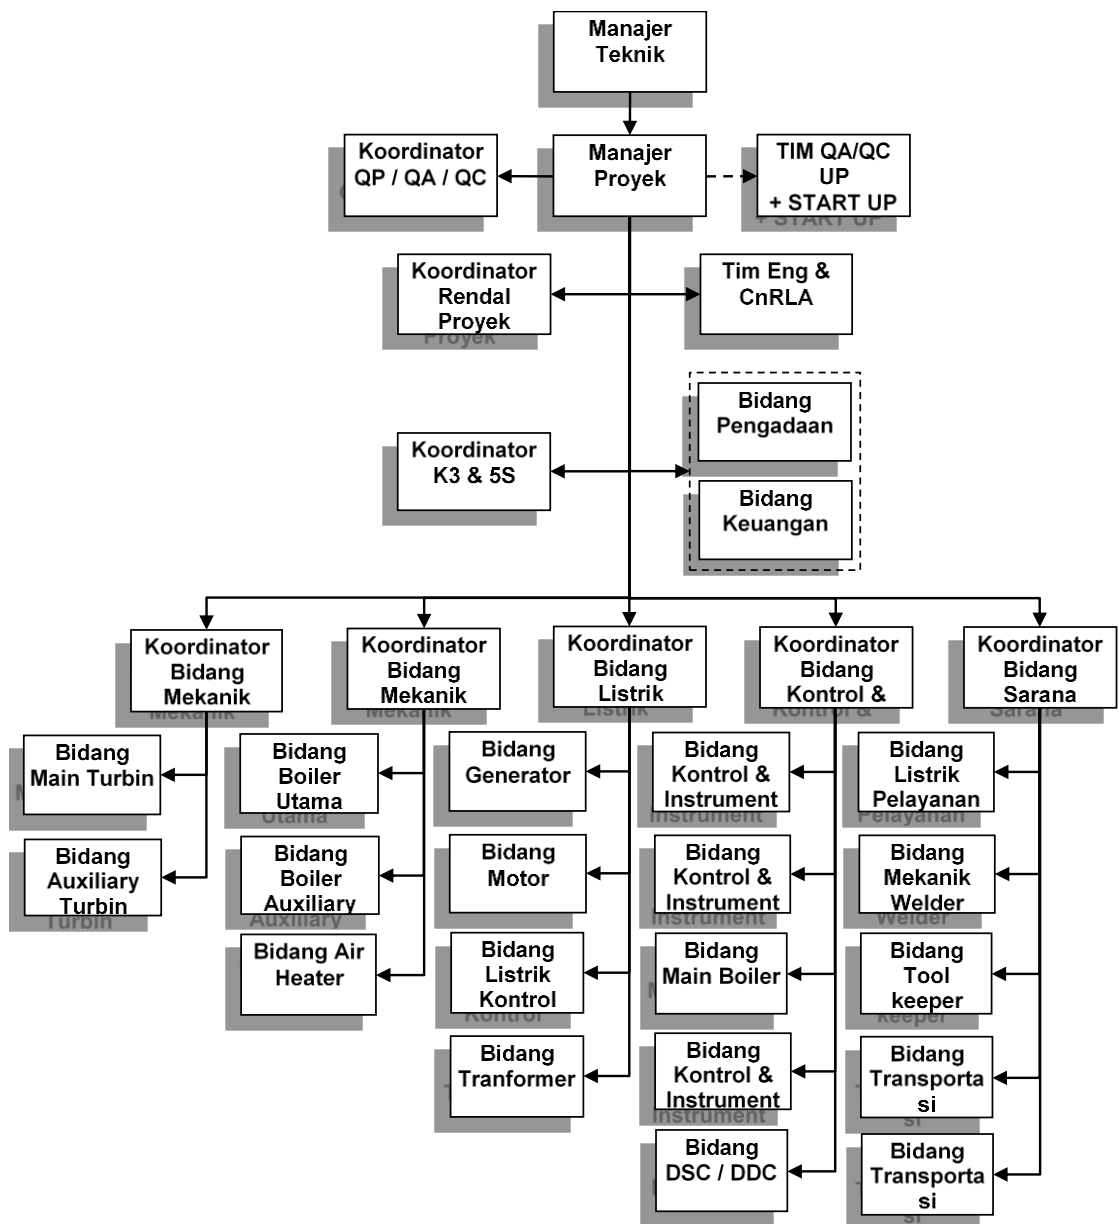 Manajer
Teknik
Koordinator
QP / QA / QC
Manajer
Proyek
TIM QA/QC
UP
+ START UP
Koordinator
Rendal
Proyek
Tim Eng &
CnRLA
Bidang
Pengadaan
Koordinator
K3 & 5S
Bidang
Keuangan
Koordinator
Bidang
Mekanik
Koordinator
Bidang
Mekanik
Koordinator
Bidang
Listrik
Koordinator
Bidang
Kontrol &
Koordinator
Bidang
Sarana
Bidang
Main Turbin
Bidang
Boiler
Utama
Bidang
Generator
Bidang
Kontrol &
Instrument
Bidang
Listrik
Pelayanan
Bidang
Auxiliary
Turbin
Bidang
Boiler
Auxiliary
Bidang
Motor
Bidang
Kontrol &
Instrument
Bidang
Mekanik
Welder
Bidang Air
Heater
Bidang
Listrik
Kontrol
Bidang
Main Boiler
Bidang
Tool
keeper
Bidang
Tranformer
Bidang
Kontrol &
Instrument
Bidang
Transporta
si
Bidang
DSC / DDC
Bidang
Transporta
si